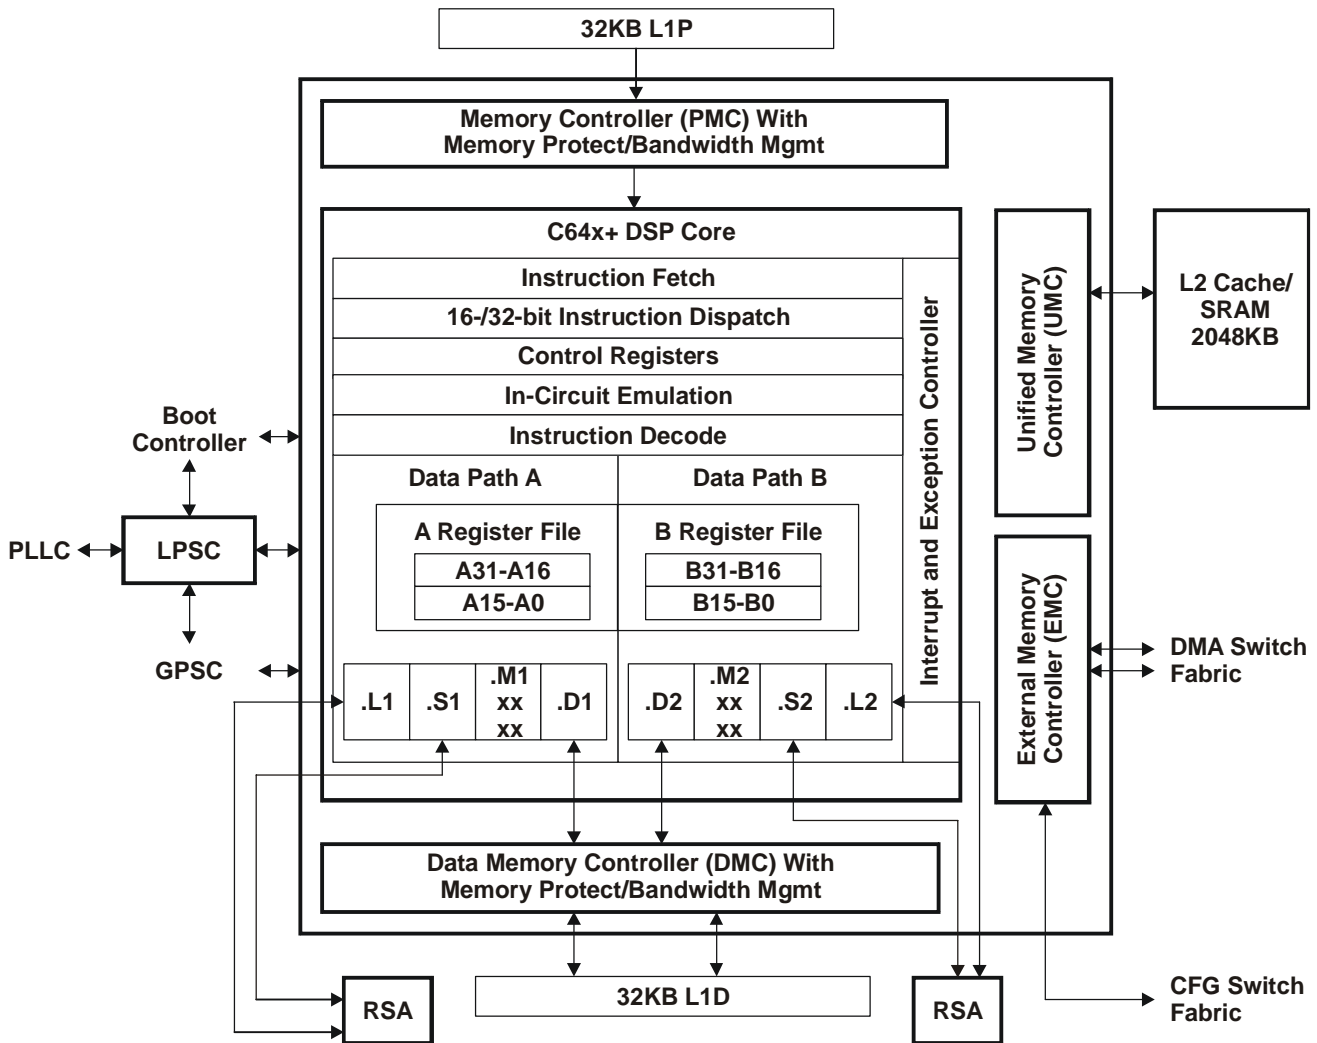 32KB L1P
Memory Controller (PMC) With
Memory Protect/Bandwidth Mgmt
C64x+ DSP Core
Instruction Fetch
16-/32-bit Instruction Dispatch
Control Registers
In-Circuit Emulation
Instruction Decode
Data Path A
Data Path B
A Register File
B Register File
A31-A16
A15-A0
B31-B16
B15-B0
.L1
.S1
.M1
xx
xx
.D1
.D2
.M2
xx
xx
.S2
.L2
Interrupt and Exception Controller
Unified Memory
Controller (UMC)
L2 Cache/
SRAM
2048KB
External Memory
Controller (EMC)
DMA Switch
Fabric
Boot
Controller
PLLC
LPSC
GPSC
Data Memory Controller (DMC) With
Memory Protect/Bandwidth Mgmt
RSA
32KB L1D
RSA
CFG Switch
Fabric